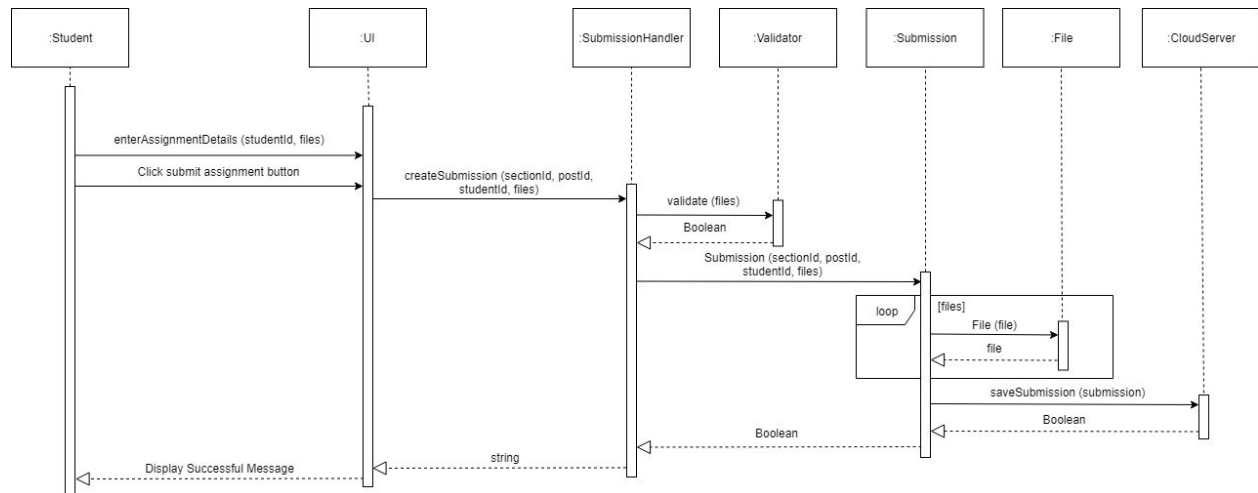 :Student
:UI
:SubmissionHandler
:Validator
:Submission
:File
:CloudServer
enterAssignmentDetails (studentId, files)
Click submit assignment button
createSubmission (sectionId, postId,
studentId, files)
validate (files)
Boolean
Submission (sectionId, postId,
studentId, files)
loop
[files]
File (file)
file
saveSubmission (submission)
Boolean
Boolean
string
Display Successful Message